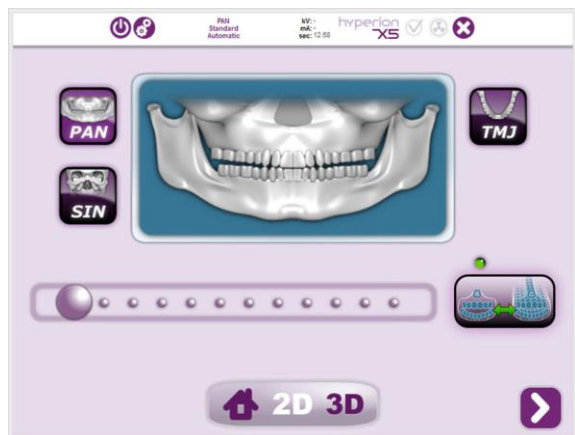 PAN
Standard
Automatic
kV: -
mA: -
sec: 12.68
hyperion
X5
PAN
TMJ
SIN
2D 3D